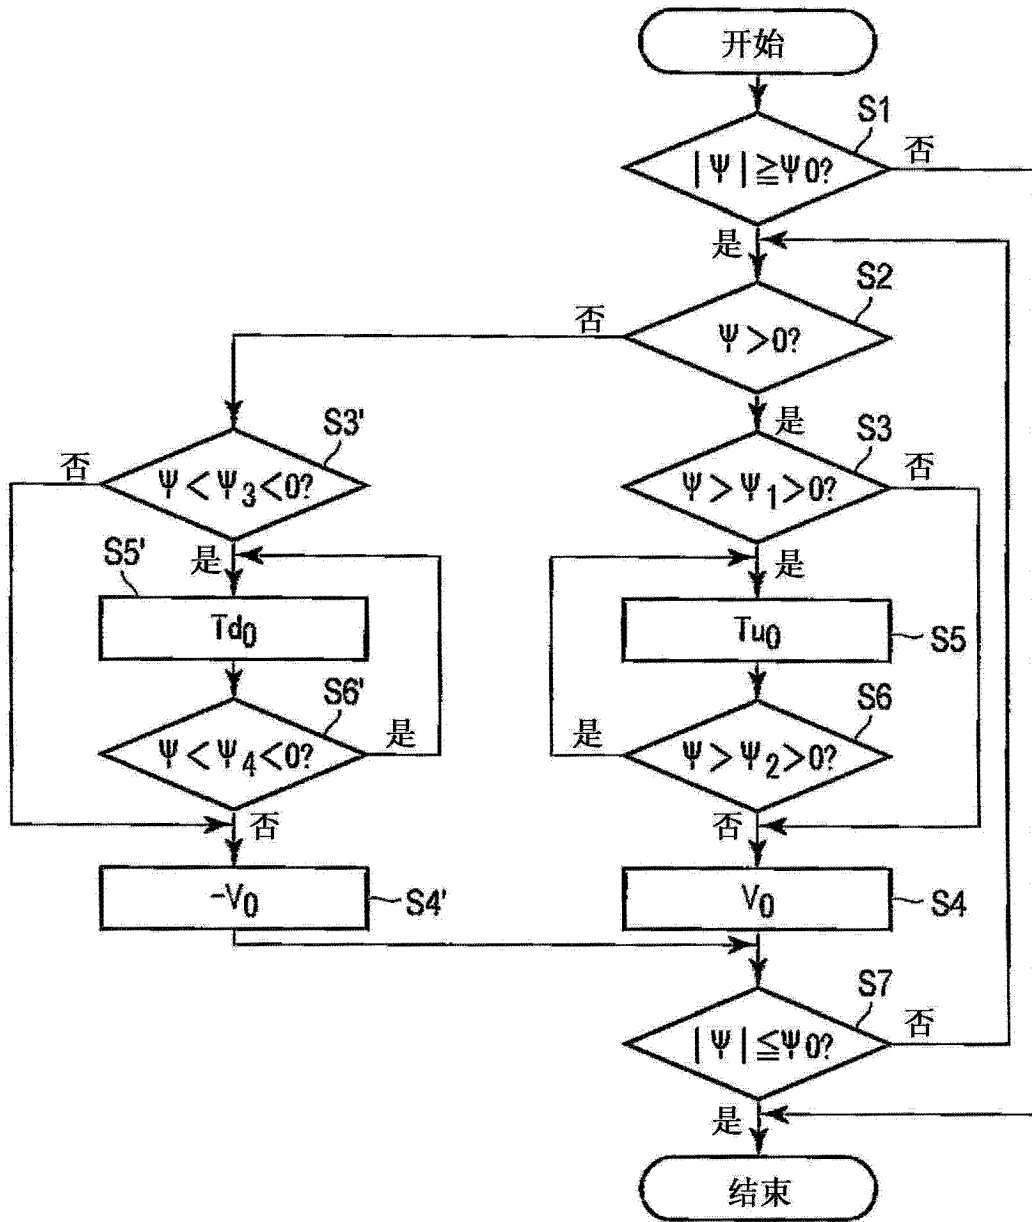 开始
S1
|Ψ|≧Ψ0?
否
是
S2
Ψ>0?
否
是
S3'
Ψ<Ψ3<0?
否
是
S3
Ψ>Ψ1>0?
否
是
S5'
Td0
Tu0
S5
S6'
Ψ<Ψ4<0?
是
否
S6
Ψ>Ψ2>0?
是
否
-V0
S4'
V0
S4
S7
|Ψ|≦Ψ0?
否
是
结束